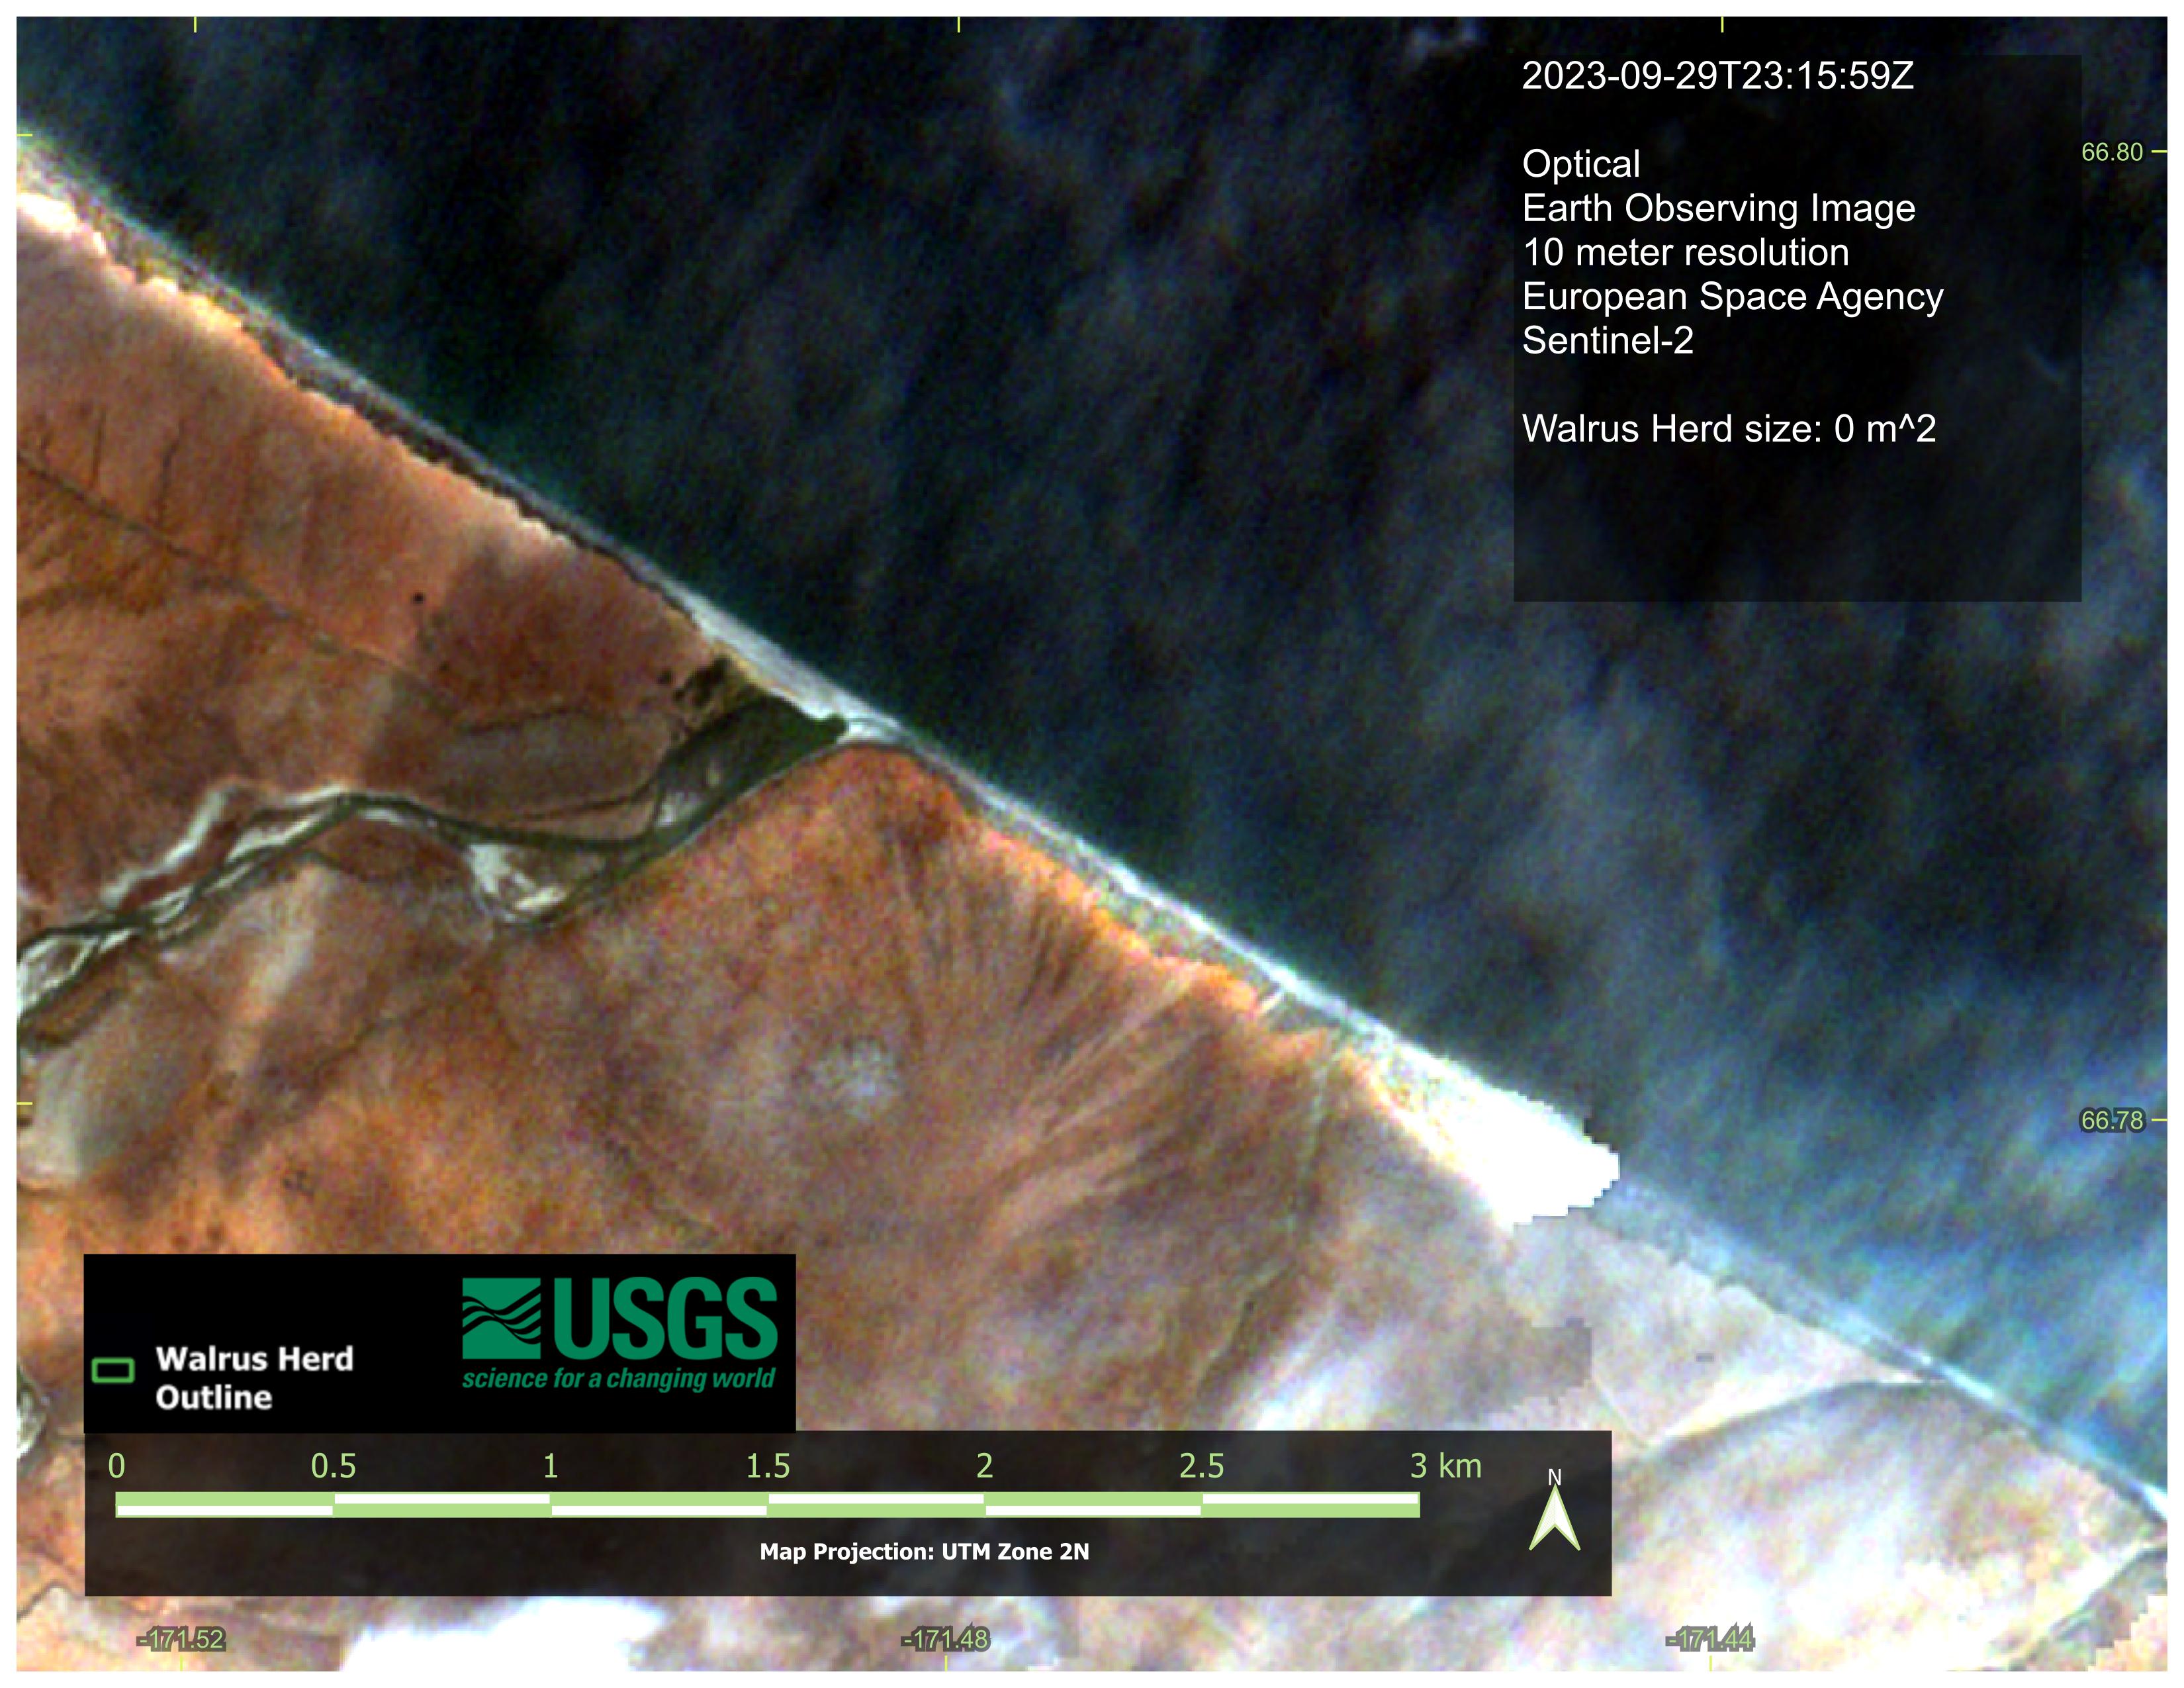 2023-09-29T23:15:59Z
66.80
Optical
Earth Observing Image
10 meter resolution
European Space Agency
Sentinel-2
Walrus Herd size: 0 m^2
66.78
Walrus Herd
Outline
USGS
science for a changing world
0 0.5 1 1.5 2 2.5 3 km
N
Map Projection: UTM Zone 2N
-171.52 -171.48 -171.44